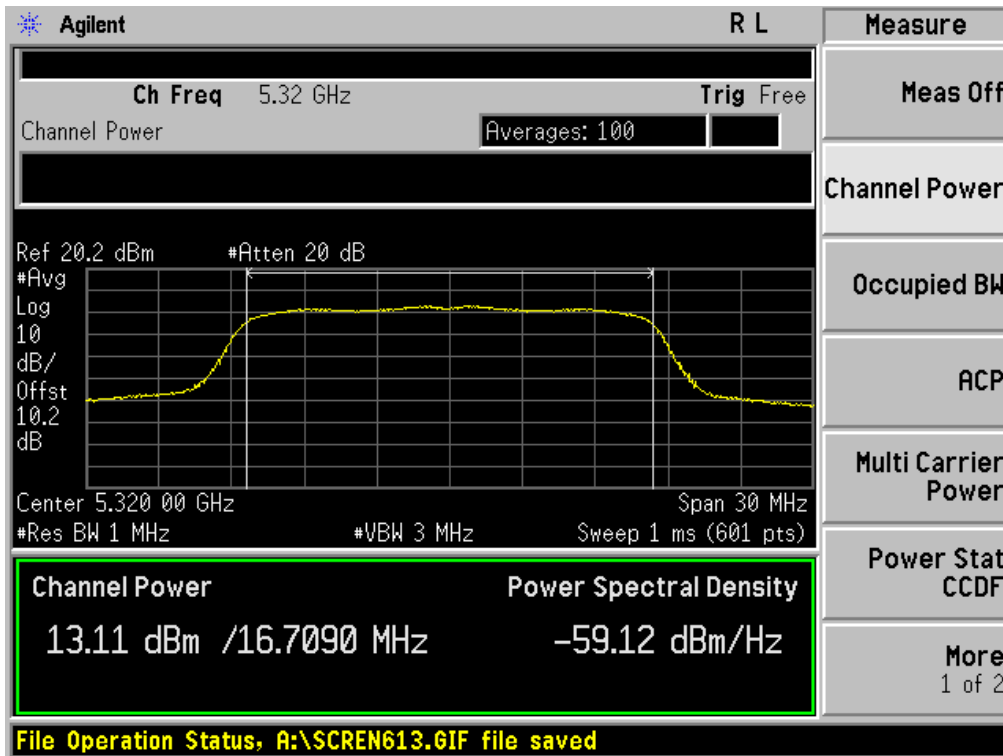 Agilent R L
Measure
Ch Freq 5.32 GHz Trig Free
Channel Power Averages: 100
Ref 20.2 dBm #Atten 20 dB
#Avg
Log
10
dB/
Offst
10.2
dB
Center 5.320 00 GHz Span 30 MHz
#Res BW 1 MHz #VBW 3 MHz Sweep 1 ms (601 pts)
Channel Power Power Spectral Density
13.11 dBm /16.7090 MHz -59.12 dBm/Hz
Meas Off
Channel Power
Occupied BW
ACP
Multi Carrier
Power
Power Stat
CCDF
More
1 of 2
File Operation Status, A:\SCREN613.GIF file saved